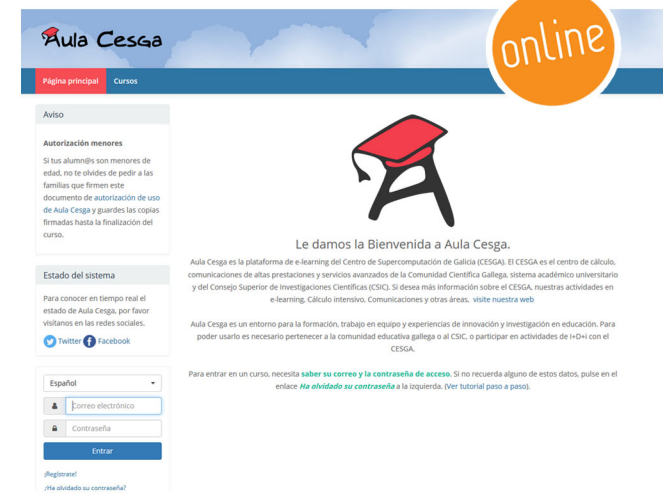 Aula Cesga
online
Página principal
Cursos
Aviso
Autorización menores
Si tus alumn@s son menores de
edad, no te olvides de pedir a las
familias que firmen este
documento de autorización de uso
de Aula Cesga y guardes las copias
firmadas hasta la finalización del
curso.
Estado del sistema
Para conocer en tiempo real el
estado de Aula Cesga, por favor
visítanos en las redes sociales.
Twitter Facebook
Español
Correo electrónico
Contraseña
Entrar
¡Regístrate!
¿Ha olvidado su contraseña?
Le damos la Bienvenida a Aula Cesga.
Aula Cesga es la plataforma de e-learning del Centro de Supercomputación de Galicia (CESGA). El CESGA es el centro de cálculo,
comunicaciones de altas prestaciones y servicios avanzados de la Comunidad Científica Gallega, sistema académico universitario
y del Consejo Superior de Investigaciones Científicas (CSIC). Si desea más información sobre el CESGA, nuestras actividades en
e-learning, Cálculo intensivo, Comunicaciones y otras áreas, visite nuestra web
Aula Cesga es un entorno para la formación, trabajo en equipo y experiencias de innovación y investigación en educación. Para
poder usarlo es necesario pertenecer a la comunidad educativa gallega o al CSIC, o participar en actividades de I+D+i con el
CESGA.
Para entrar en un curso, necesita saber su correo y la contraseña de acceso. Si no recuerda alguno de estos datos, pulse en el
enlace Ha olvidado su contraseña a la izquierda. (Ver tutorial paso a paso).